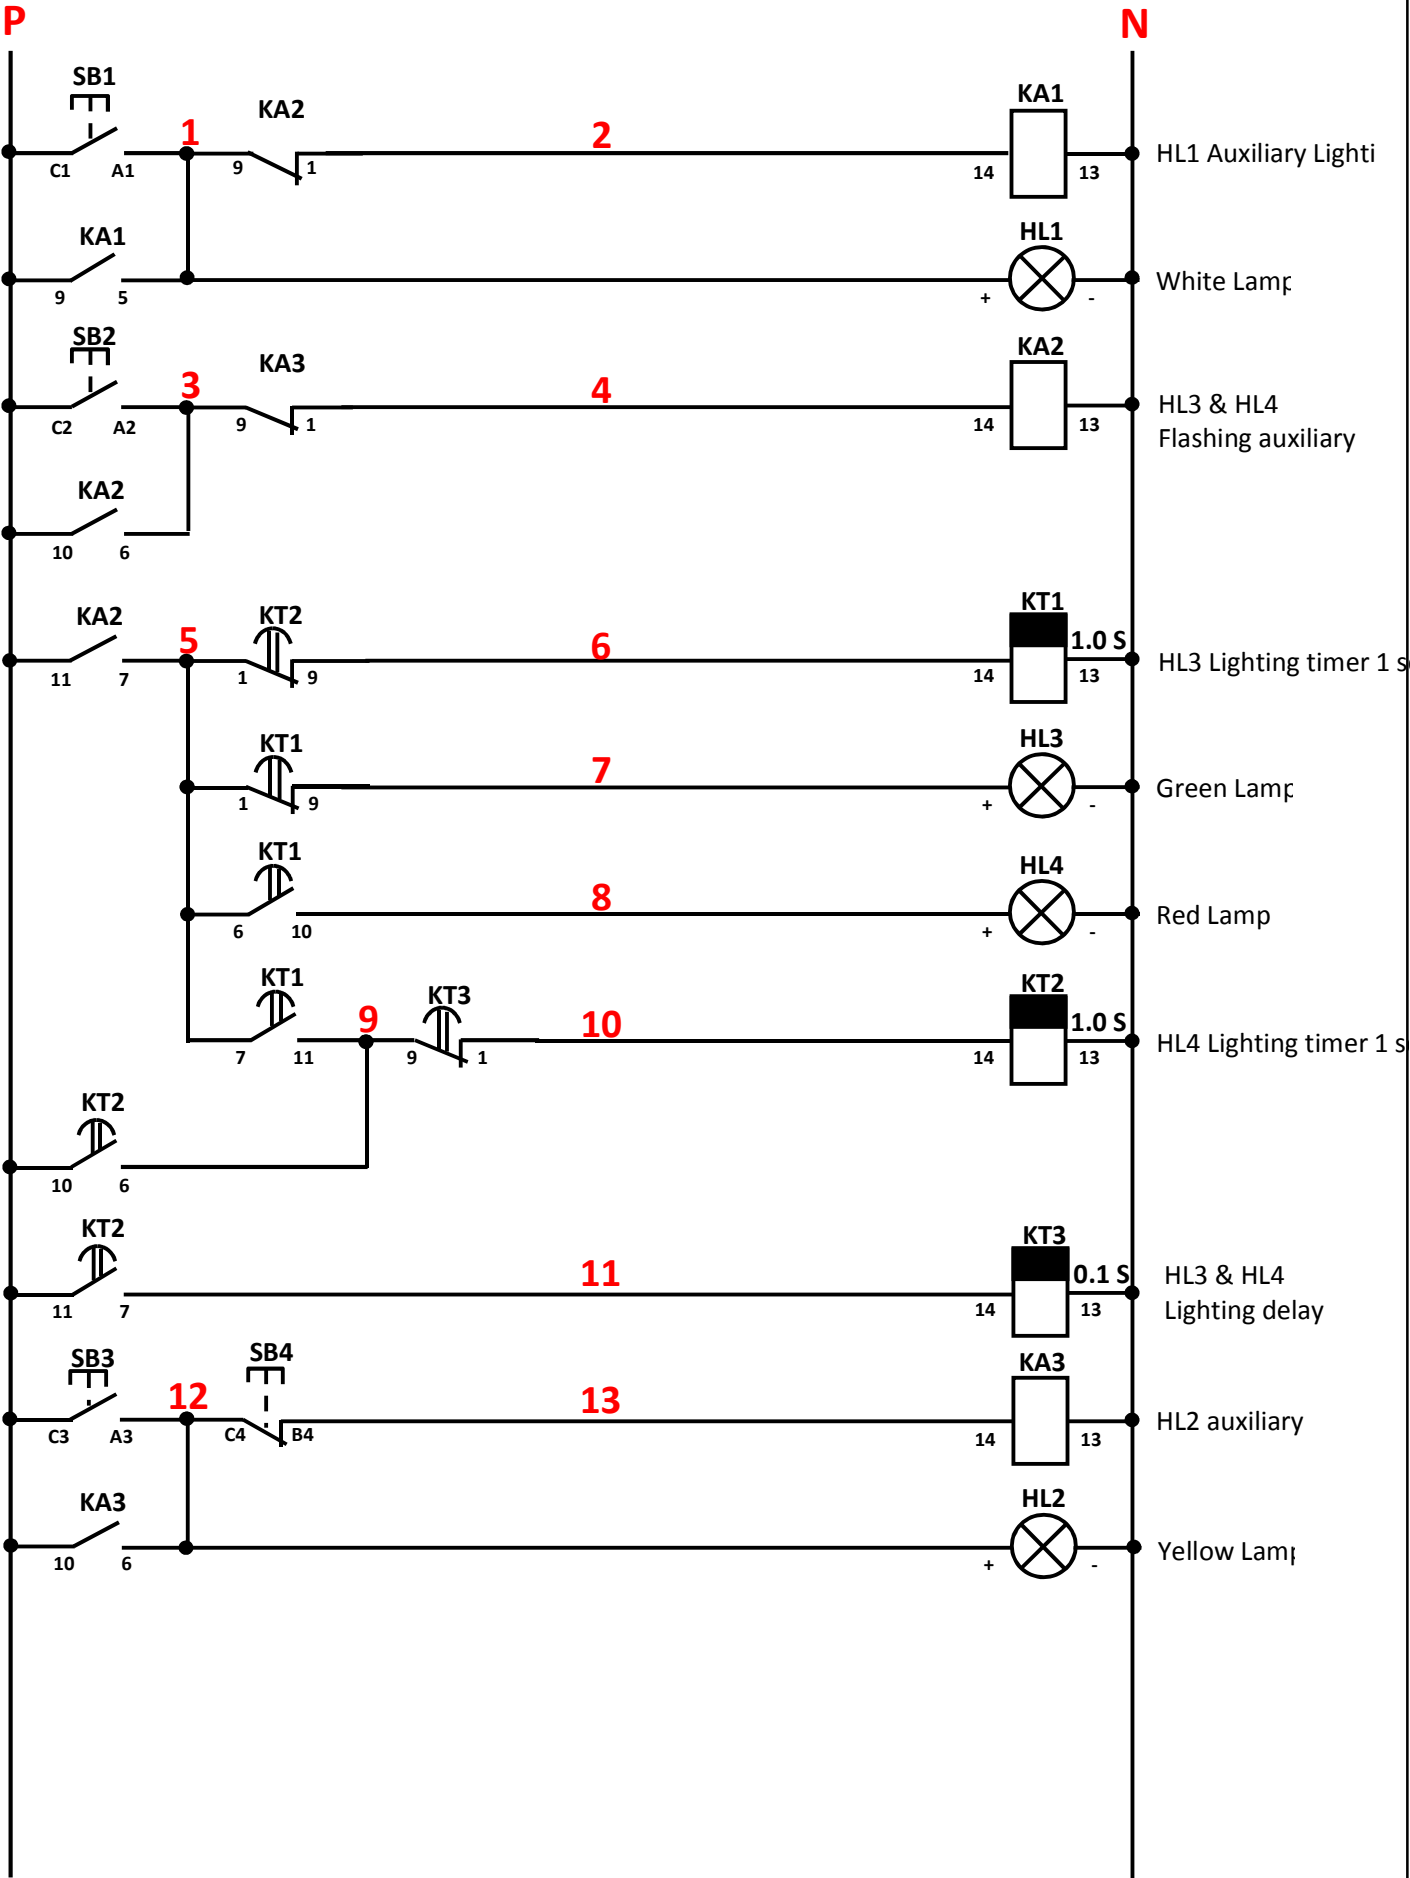 P N
SB1
KA2
KA1
1
2
C1 A1 9 1 14 13
HL1 Auxiliary Lighti
KA1
HL1
9 5 + -
White Lamp
SB2
KA3
KA2
3
4
C2 A2 9 1 14 13
HL3 & HL4
Flashing auxiliary
KA2
10 6
KA2
KT2
KT1
5
6
1.0 S
11 7 1 9 14 13
HL3 Lighting timer 1 s
KT1
HL3
7
1 9 + -
Green Lamp
KT1
HL4
8
6 10 + -
Red Lamp
KT1
KT3
KT2
9
10
1.0 S
7 11 9 1 14 13
HL4 Lighting timer 1 s
KT2
10 6
KT2
KT3
11
0.1 S
11 7 14 13
HL3 & HL4
Lighting delay
SB3
SB4
KA3
12
13
C3 A3 C4 B4 14 13
HL2 auxiliary
KA3
HL2
10 6 + -
Yellow Lamp